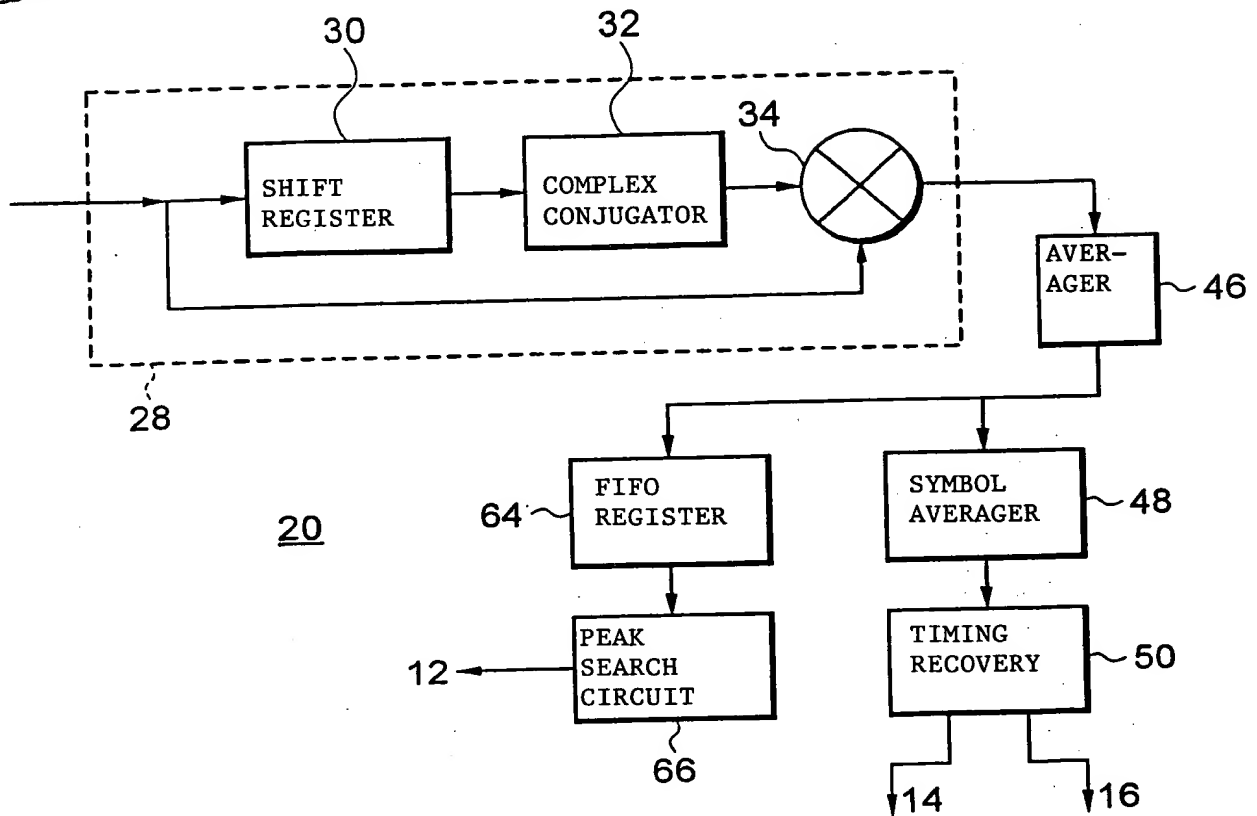 30
32
34
SHIFT
REGISTER
COMPLEX
CONJUGATOR
AVER-
AGER
46
28
64
FIFO
REGISTER
SYMBOL
AVERAGER
48
20
12
PEAK
SEARCH
CIRCUIT
TIMING
RECOVERY
50
66
14
16